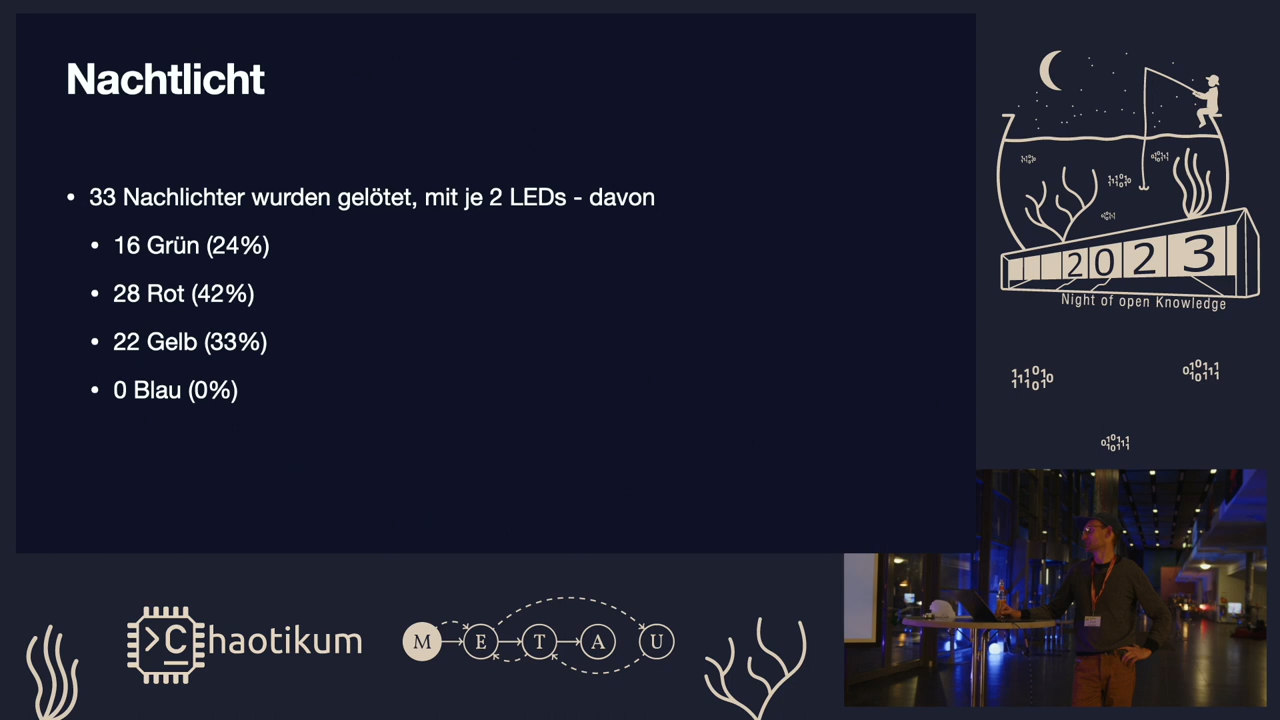 Nachtlicht
33 Nachlichter wurden gelötet, mit je 2 LEDs - davon
16 Grün (24%)
28 Rot (42%)
22 Gelb (33%)
0 Blau (0%)
2023
Night of open Knowledge
>C haotikum
M E T A U